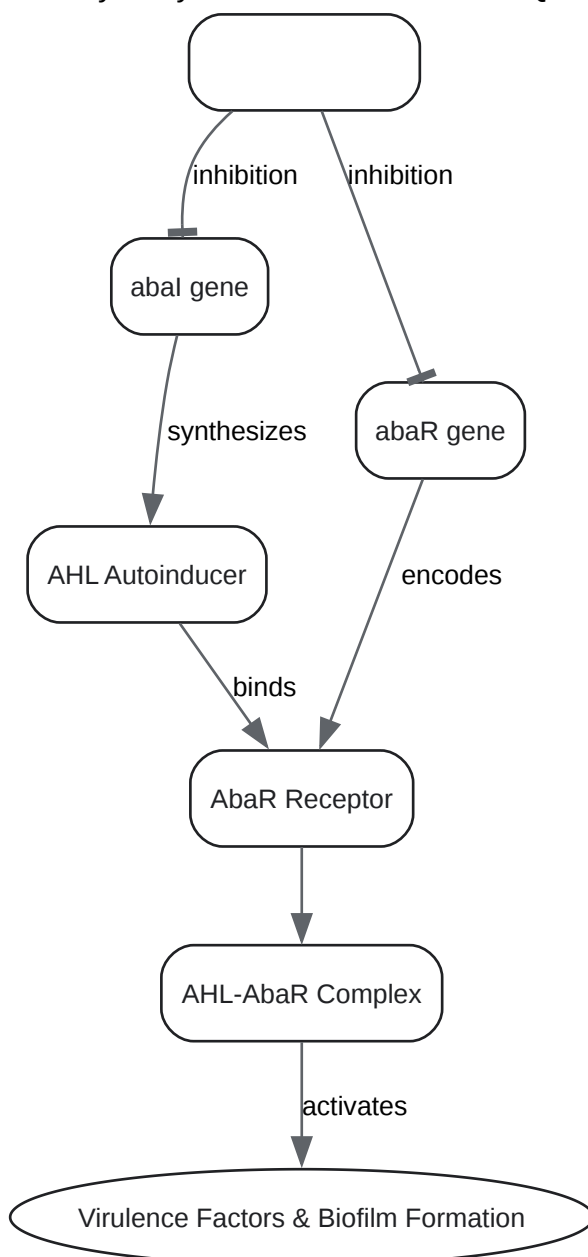 inhibition
inhibition
abaI gene
synthesizes
abaR gene
AHL Autoinducer
encodes
binds
AbaR Receptor
AHL-AbaR Complex
activates
Virulence Factors & Biofilm Formation